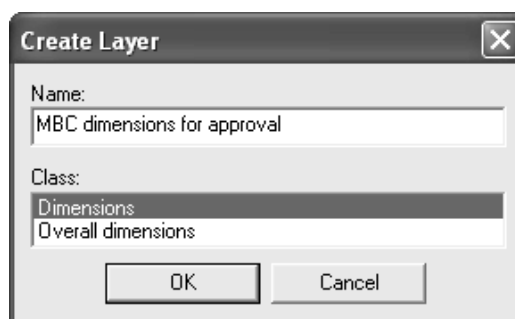 Create Layer
Name:
MBC dimensions for approval
Class:
Dimensions
Overall dimensions
OK Cancel